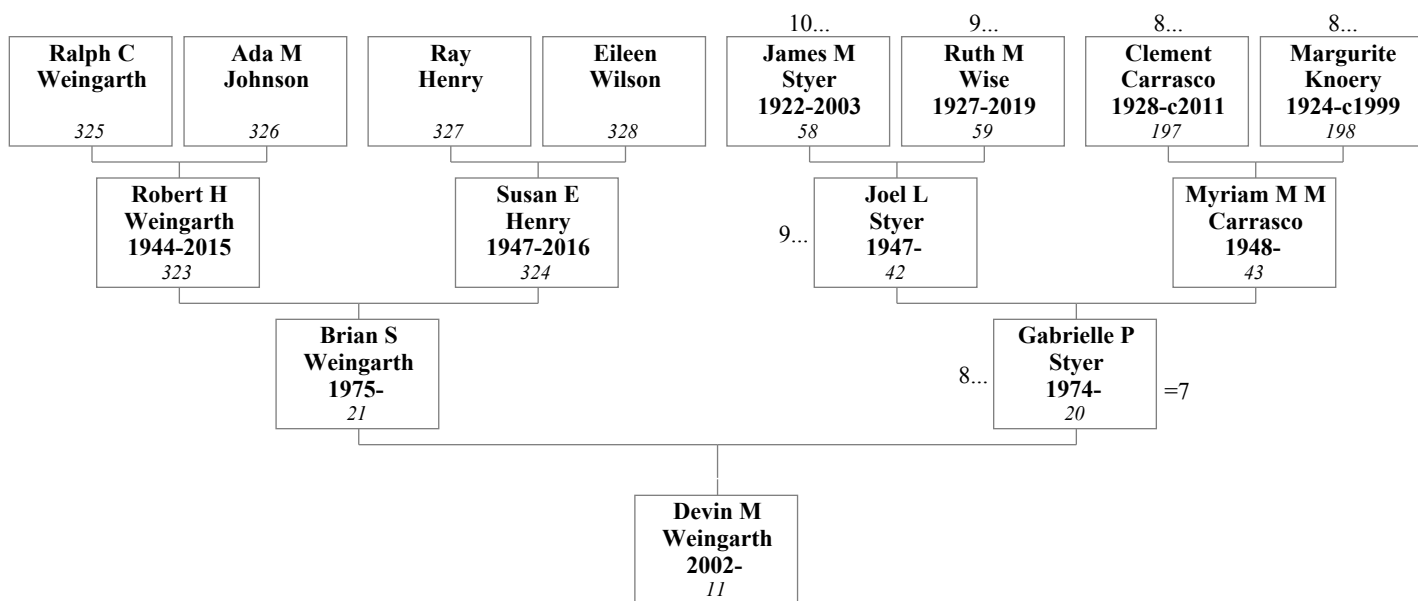 10...
9...
8...
8...
Ralph C
Weingarth
325
Ada M
Johnson
326
Ray
Henry
327
Eileen
Wilson
328
James M
Styer
1922-2003
58
Ruth M
Wise
1927-2019
59
Clement
Carrasco
1928-c2011
197
Margurite
Knoery
1924-c1999
198
Robert H
Weingarth
1944-2015
323
Susan E
Henry
1947-2016
324
9...
Joel L
Styer
1947-
42
Myriam M M
Carrasco
1948-
43
Brian S
Weingarth
1975-
21
8...
Gabrielle P
Styer
1974-
20
=7
Devin M
Weingarth
2002-
11